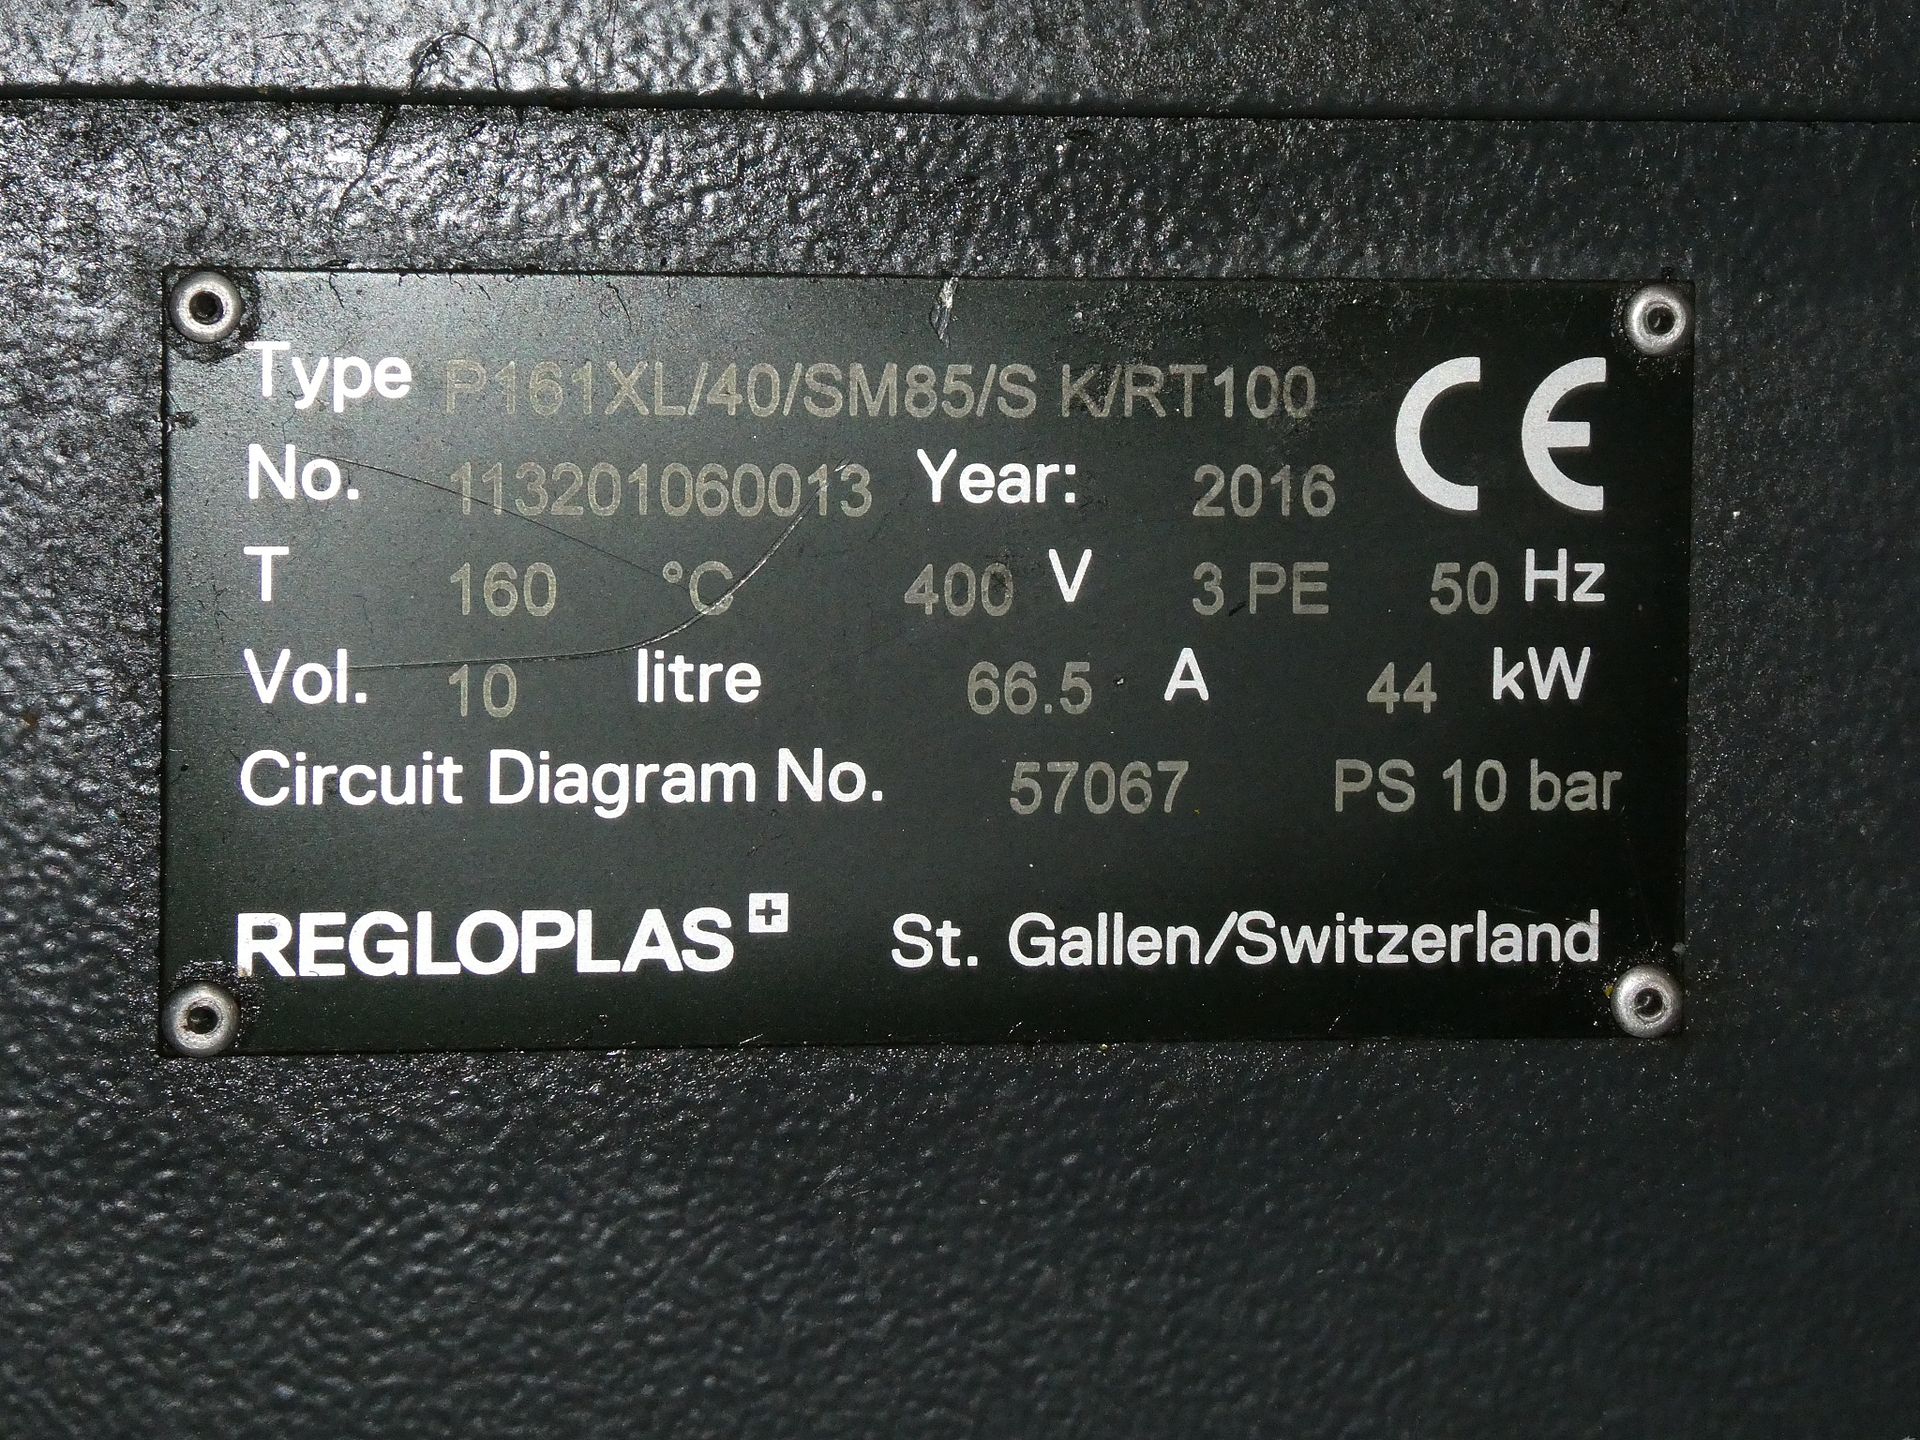 Type P161XL/40/SM85/S K/RT100 CE
No. 113201060013 Year: 2016
T 160 °C 400 V 3 PE 50 Hz
Vol. 10 litre 66.5 A 44 kW
Circuit Diagram No. 57067 PS 10 bar
REGLOPLAS St. Gallen/Switzerland